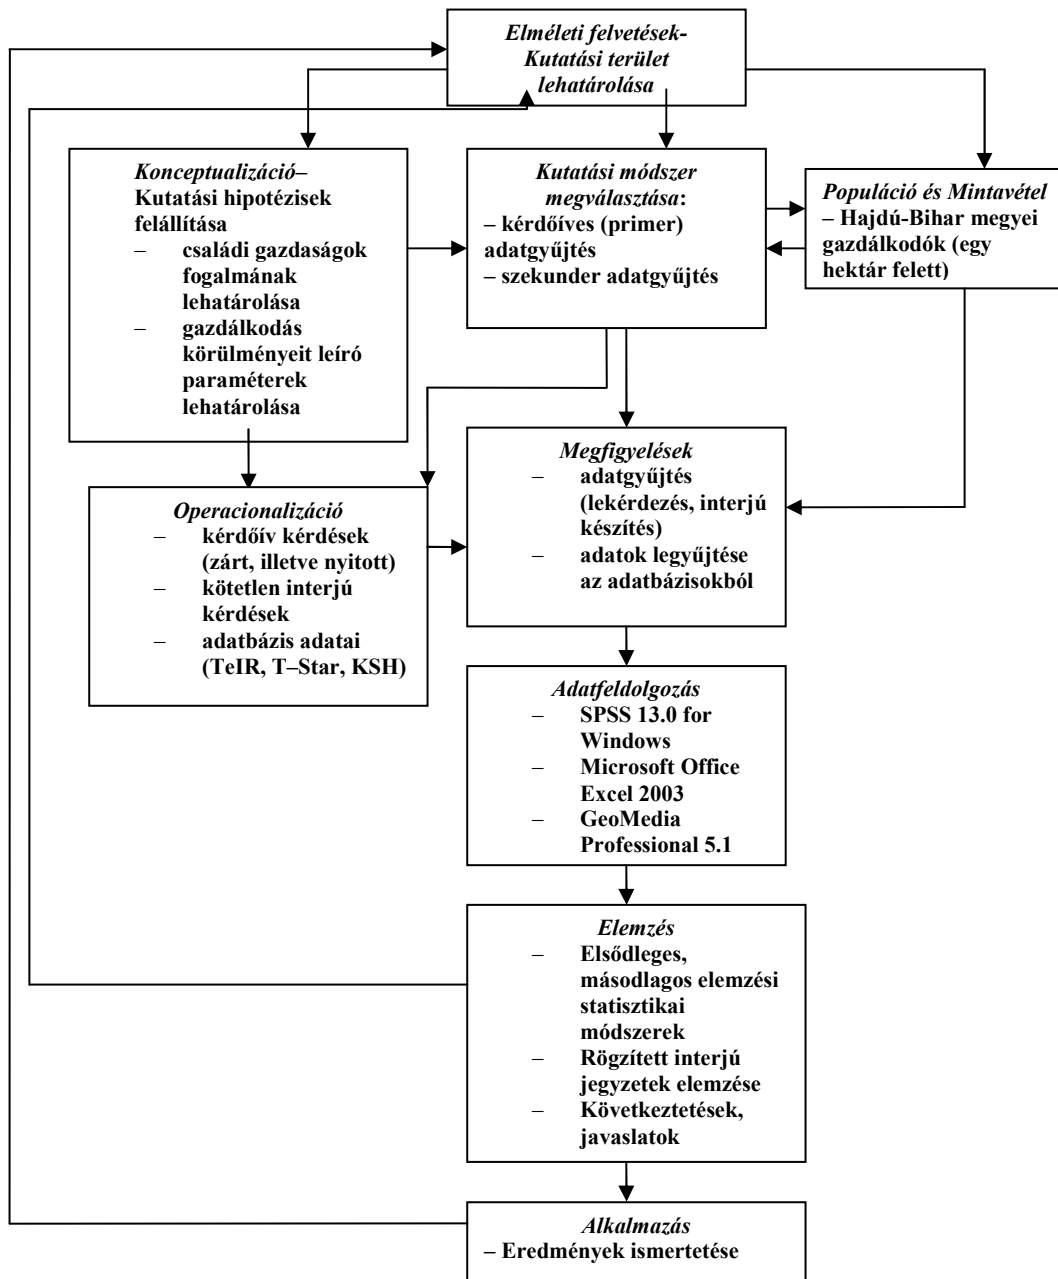 Elméleti felvetések-
Kutatási terület
lehatárolása
Konceptualizáció–
Kutatási hipotézisek
felállítása
– családi gazdaságok
fogalmának
lehatárolása
– gazdálkodás
körülményeit leíró
paraméterek
lehatárolása
Kutatási módszer
megválasztása:
– kérdőíves (primer)
adatgyűjtés
– szekunder adatgyűjtés
Populáció és Mintavétel
– Hajdú-Bihar megyei
gazdálkodók (egy
hektár felett)
Operacionalizáció
– kérdőív kérdések
(zárt, illetve nyitott)
– kötetlen interjú
kérdések
– adatbázis adatai
(TeIR, T–Star, KSH)
Megfigyelések
– adatgyűjtés
(lekérdezés, interjú
készítés)
– adatok legyűjtése
az adatbázisokból
Adatfeldolgozás
– SPSS 13.0 for
Windows
– Microsoft Office
Excel 2003
– GeoMedia
Professional 5.1
Elemzés
– Elsődleges,
másodlagos elemzési
statisztikai
módszerek
– Rögzített interjú
jegyzetek elemzése
– Következtetések,
javaslatok
Alkalmazás
– Eredmények ismertetése